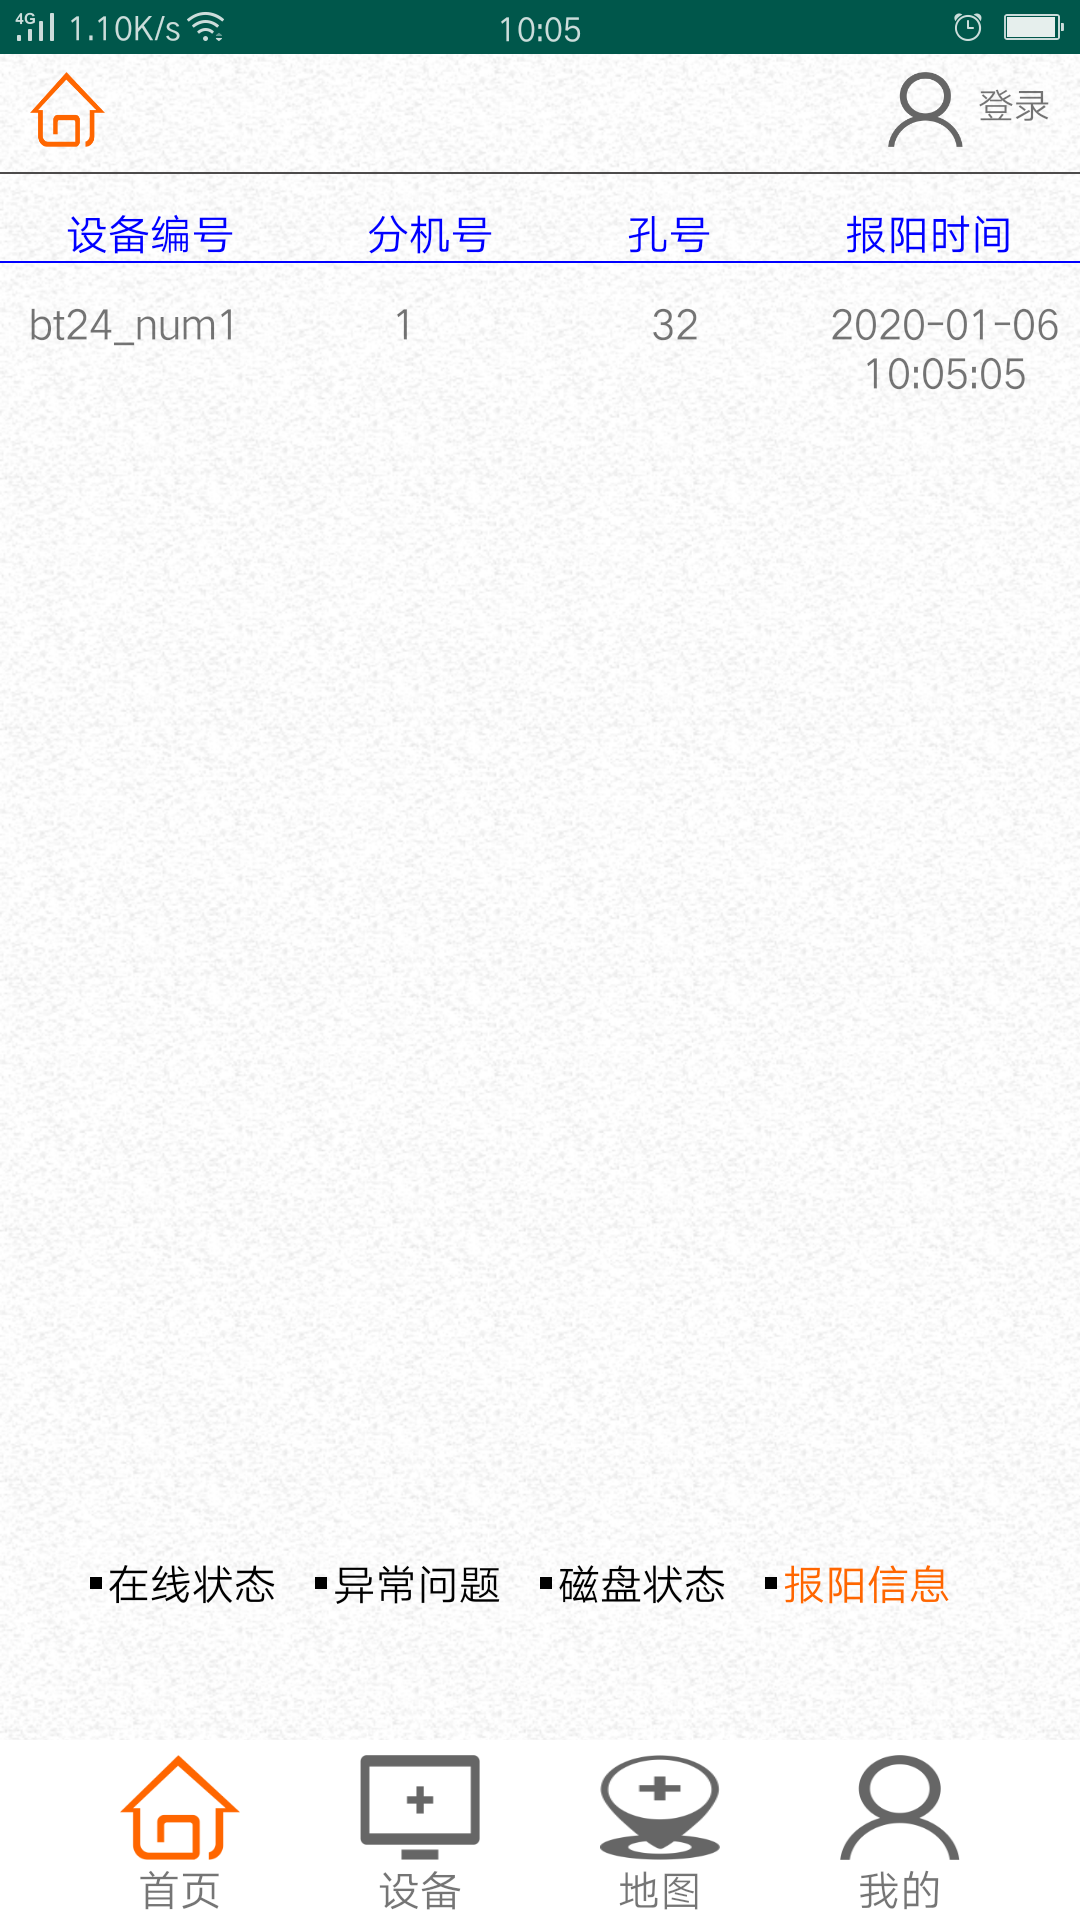 4G 1.10K/s 10:05
登录
设备编号 分机号 孔号 报阳时间
bt24_num1 1 32 2020-01-06
10:05:05
在线状态 异常问题 磁盘状态 报阳信息
首页 设备 地图 我的